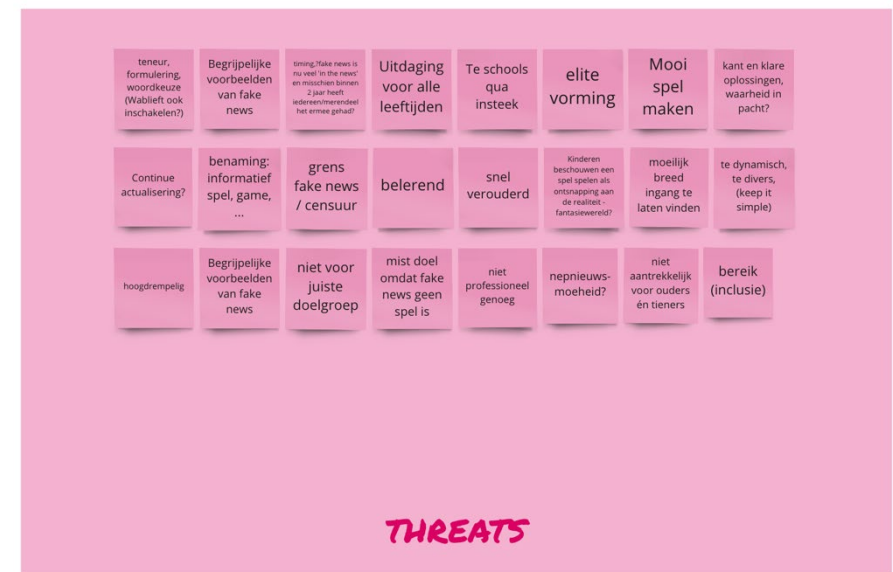 teneur,
formulering,
woordkeuze
(Wablieft ook
inschakelen?)
Begrijpelijke
voorbeelden
van fake
news
timing,?fake news is
nu veel 'in the news'
en misschien binnen
2 jaar heeft
iedereen/merendeel
het ermee gehad?
Uitdaging
voor alle
leeftijden
Te schools
qua
insteek
elite
vorming
Mooi
spel
maken
kant en klare
oplossingen,
waarheid in
pacht?
Continue
actualisering?
benaming:
informatief
spel, game,
...
grens
fake news
/ censuur
belerend
snel
verouderd
Kinderen
beschouwen een
spel spelen als
ontsnapping aan
de realiteit -
fantasiewereld?
moeilijk
breed
ingang te
laten vinden
te dynamisch,
te divers,
(keep it
simple)
hoogdrempelig
Begrijpelijke
voorbeelden
van fake
news
niet voor
juiste
doelgroep
mist doel
omdat fake
news geen
spel is
niet
professioneel
genoeg
nepnieuws-
moeheid?
niet
aantrekkelijk
voor ouders
én tieners
bereik
(inclusie)
THREATS